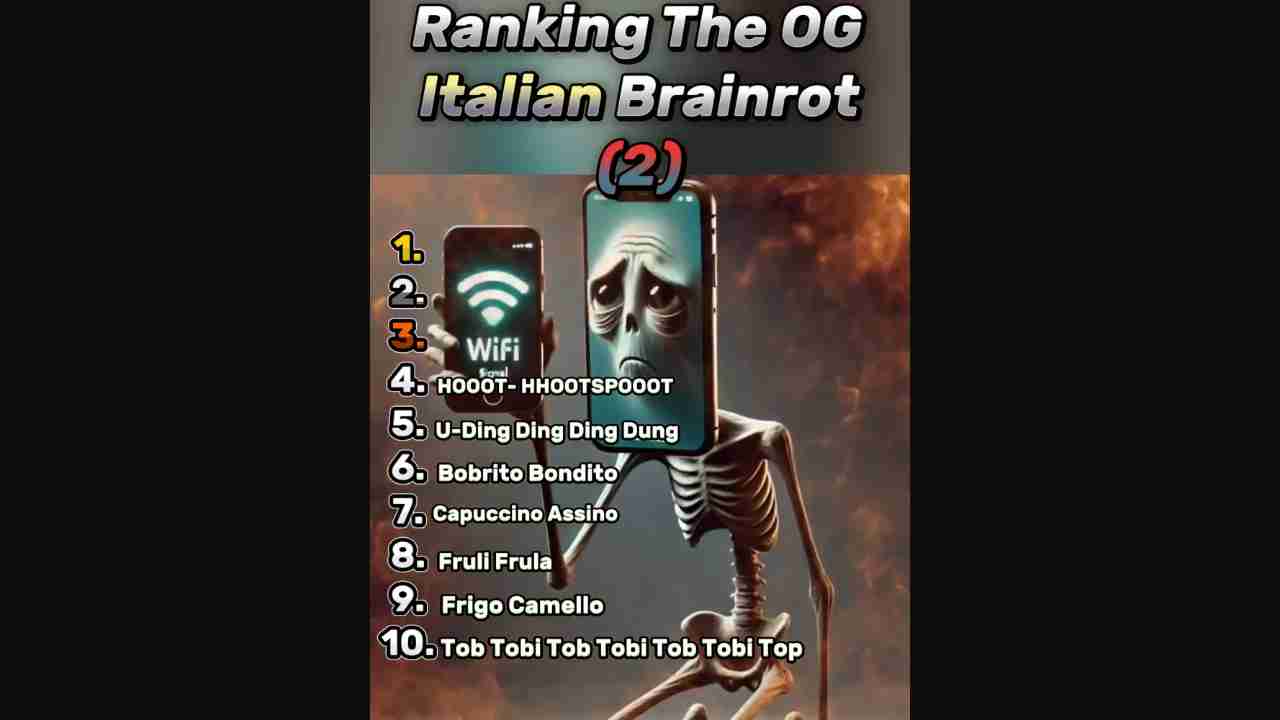 Ranking The OG
Italian Brainrot
(2)
WiFi
Signal
1.
2.
3.
4. HOOOT- HHOOTSPOOOT
5. U-Ding Ding Ding Dung
6. Bobrito Bondito
7. Capuccino Assino
8. Fruli Frula
9. Frigo Camello
10. Tob Tobi Tob Tobi Tob Tobi Top